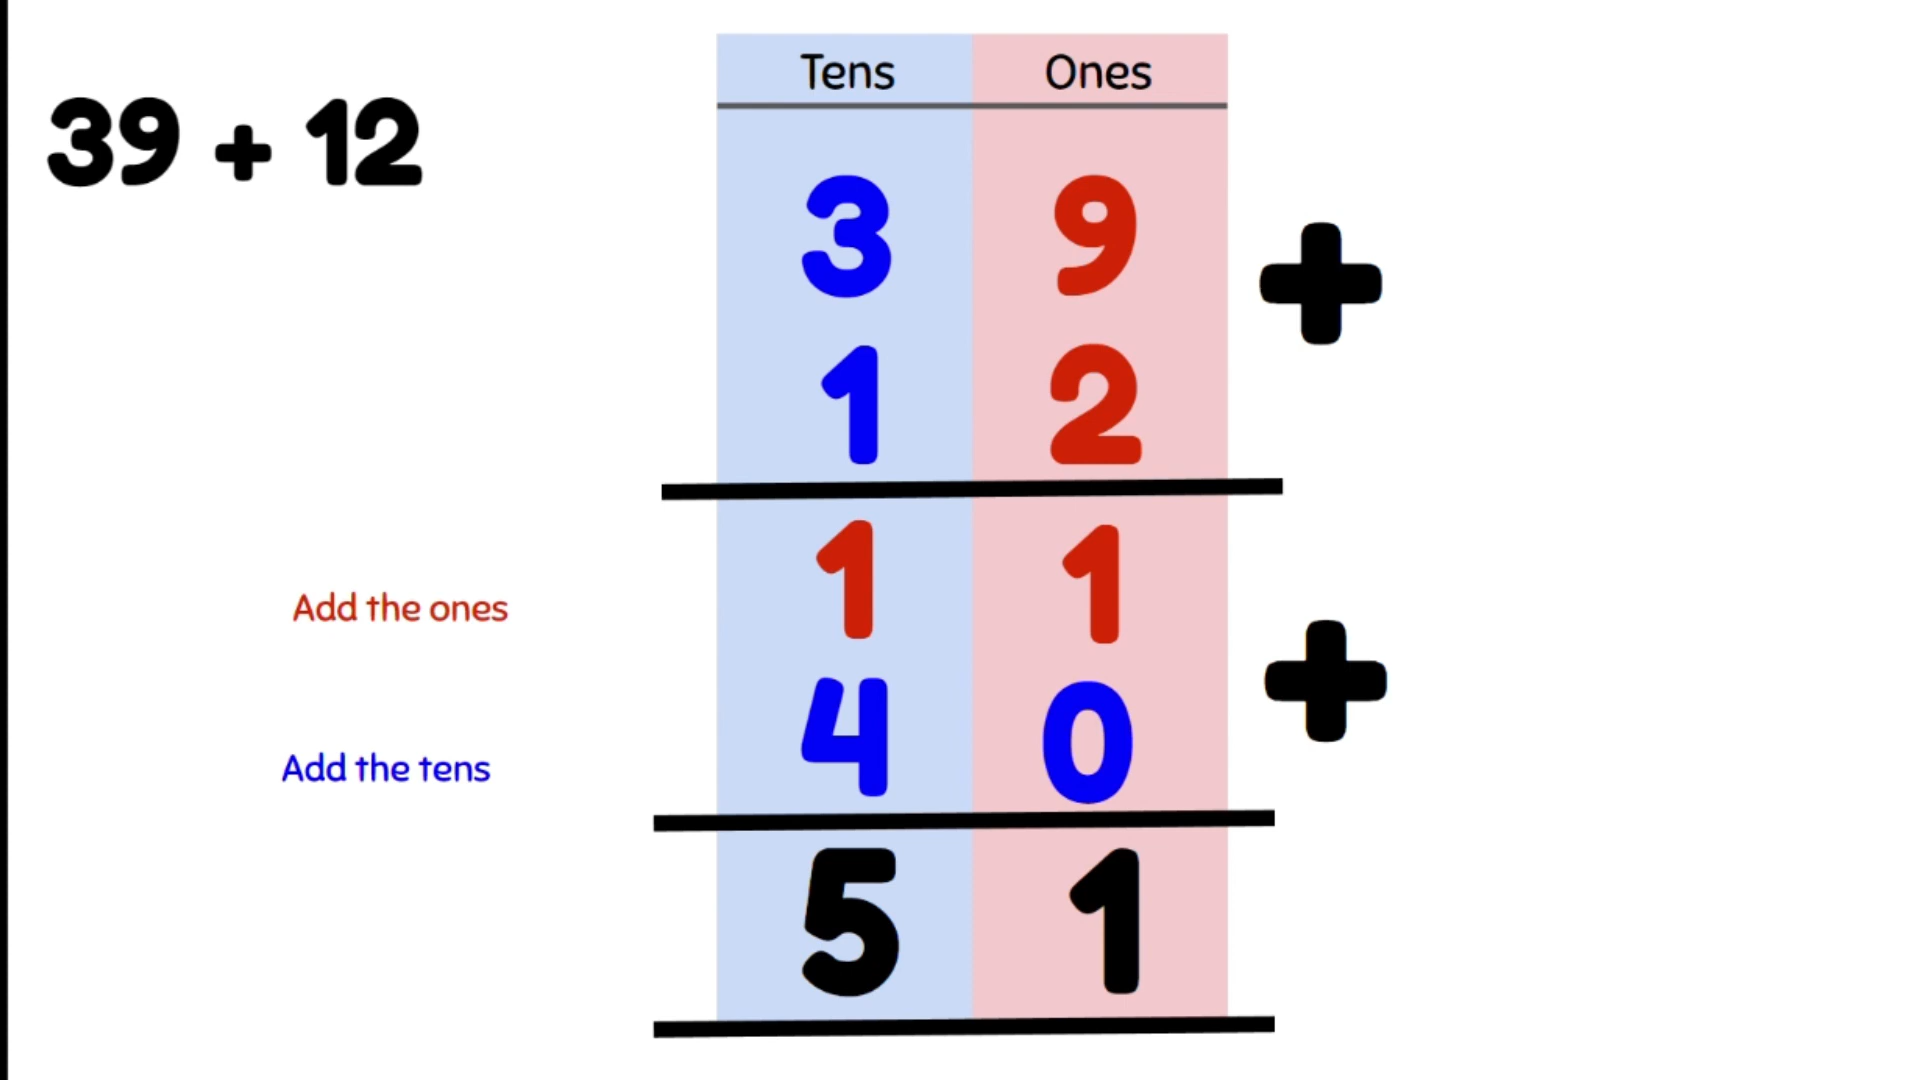 39 + 12
Tens Ones
3 9 +
1 2
Add the ones 1 1
+
Add the tens 4 0
5 1